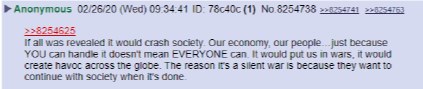 Anonymous 02/26/20 (Wed) 09:34:41 ID: 78c40c (1) No.8254738 >>8254741 >>8254763
>>8254625
If all was revealed it would crash society. Our economy, our people...just because
YOU can handle it doesn't mean EVERYONE can. It would put us in wars, it would
create havoc across the globe. The reason it's a silent war is because they want to
continue with society when it's done.